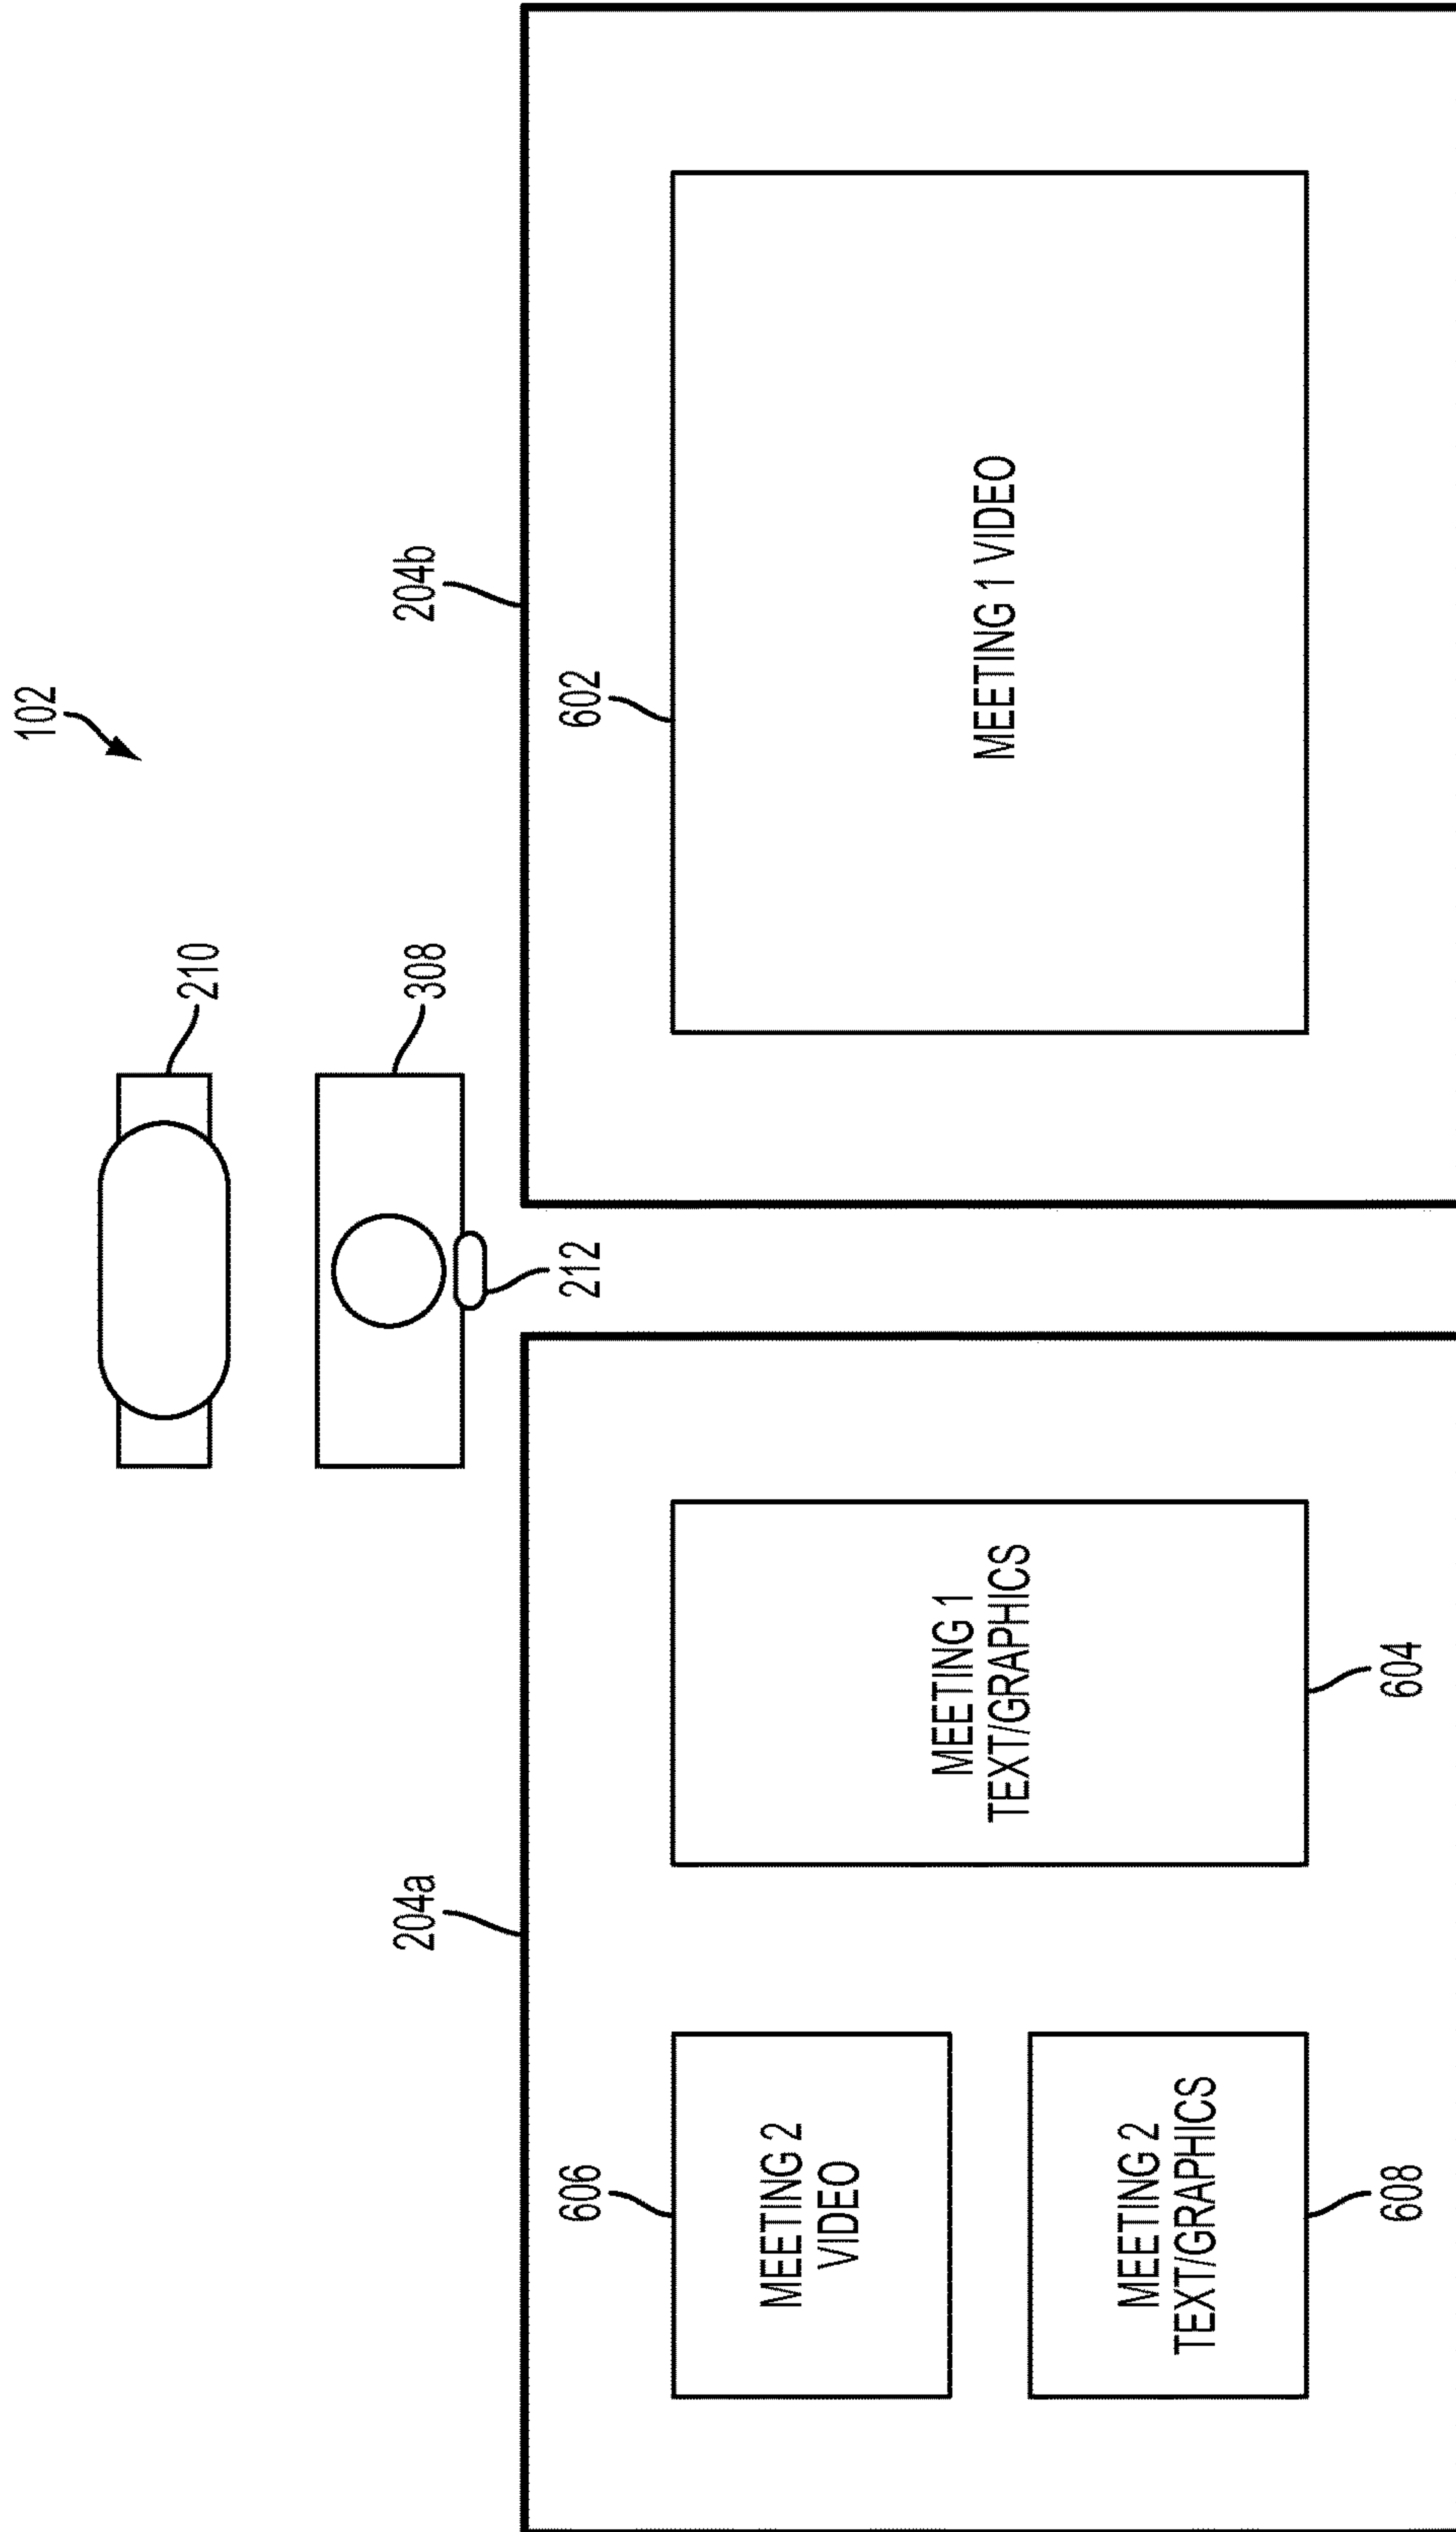 102
210
308
204a
204b
212
606
602
MEETING 2
VIDEO
MEETING 1
TEXT/GRAPHICS
MEETING 1 VIDEO
MEETING 2
TEXT/GRAPHICS
608
604